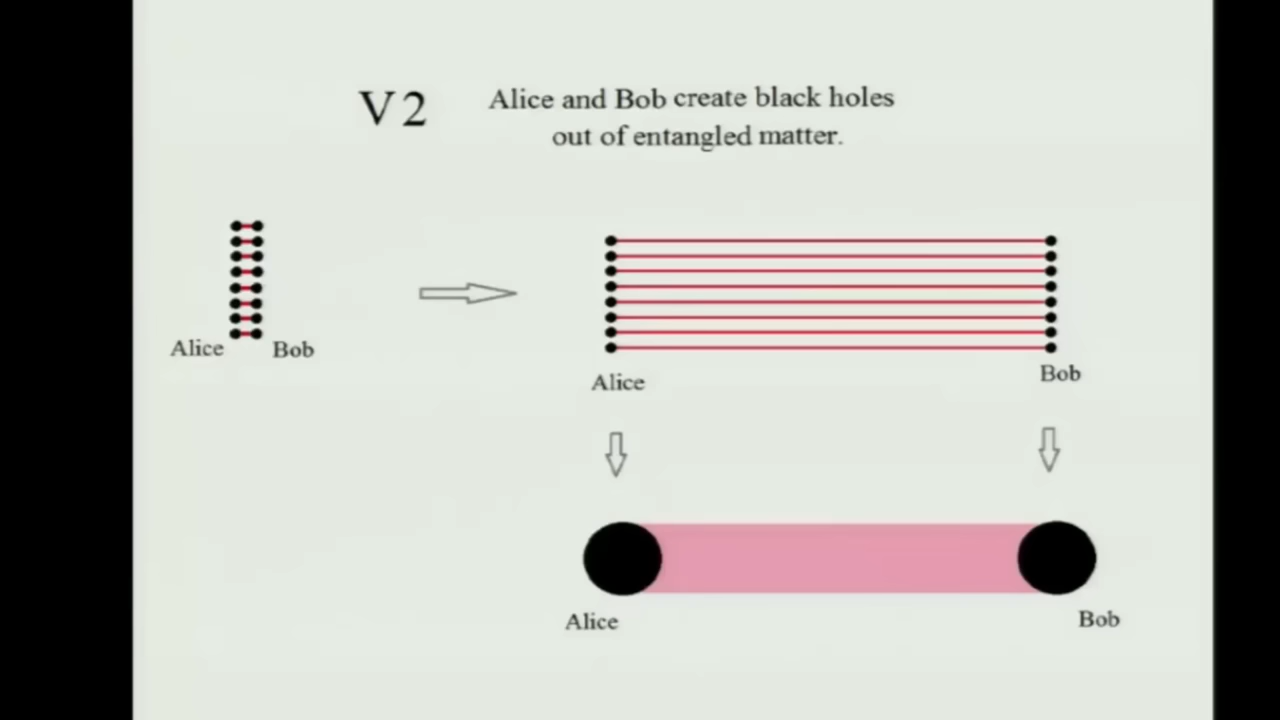 V2
Alice and Bob create black holes
out of entangled matter.
Alice
Bob
Alice
Bob
Alice
Bob